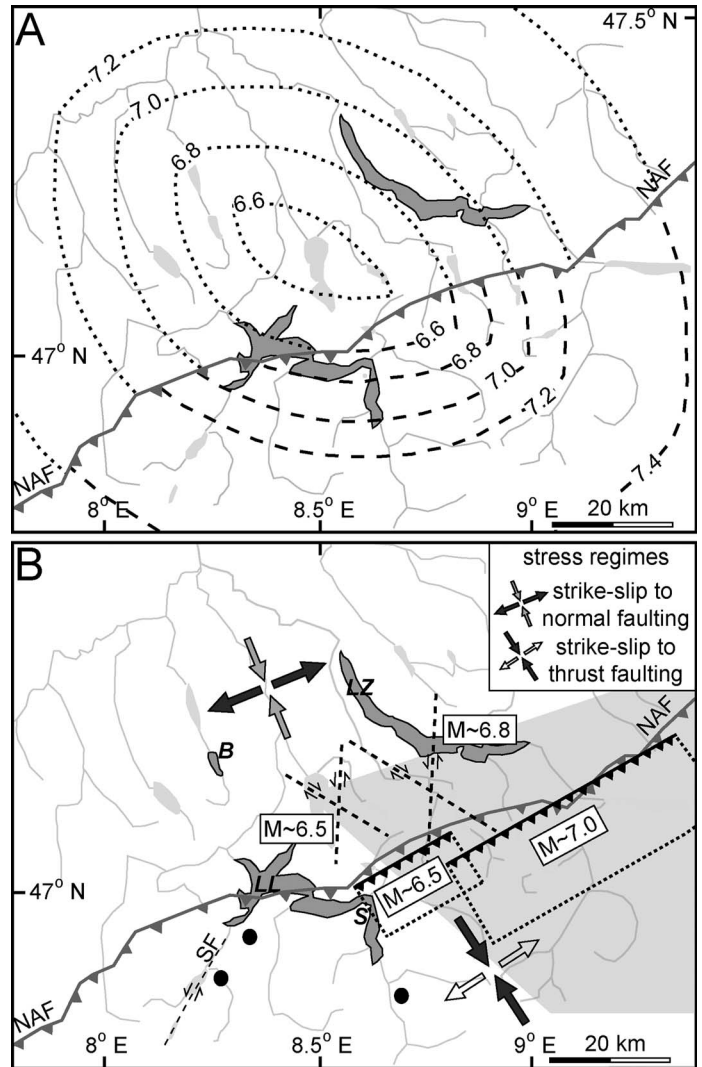 A
47.5° N
7.2
7.0
6.8
6.6
NAF
47° N
6.6
6.8
7.0
7.2
7.4
NAF
8° E
8.5° E
9° E
20 km
B
stress regimes
strike-slip to
normal faulting
strike-slip to
thrust faulting
LZ
B
M~6.8
NAF
M~6.5
M~7.0
M~6.5
47° N
LL
S
SF
NAF
8° E
8.5° E
9° E
20 km